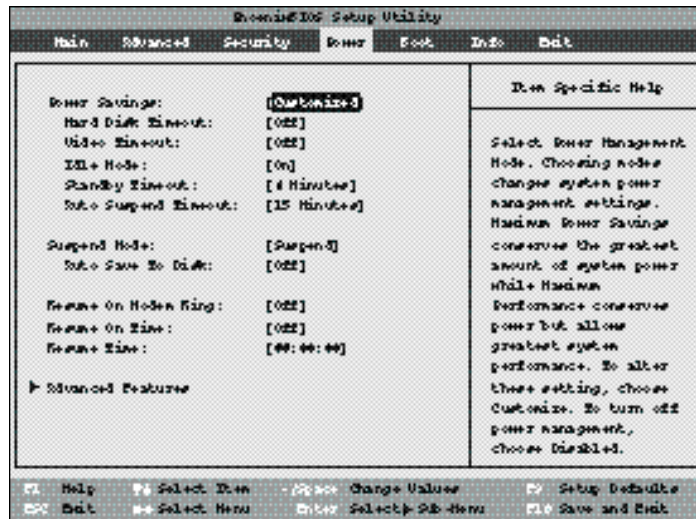 PhoenixBIOS Setup Utility
Main Advanced Security Power Boot Info Exit
Item Specific Help
Power Savings: [Customized]
Hard Disk Timeout: [Off]
Video Timeout: [Off]
Idle Mode: [On]
Standby Timeout: [ Minutes]
Auto Suspend Timeout: [15 Minutes]
Suspend Mode: [Suspend]
Auto Save To Disk: [Off]
Resume On Modem Ring: [Off]
Resume On Time: [Off]
Resume Time: [00:00:00]
▶ Advanced Features
Select Power Management
Mode. Choosing modes
changes system power
management settings.
Maximum Power Savings
conserves the greatest
amount of system power
while Maximum
Performance conserves
power but allows
greatest system
performance. To alter
these setting, choose
Customize. To turn off
power management,
choose Disabled.
F1 Help Select Item -/Space Change Values F9 Setup Defaults
ESC Exit Select Menu Enter Select ▶ Sub-Menu F10 Save and Exit